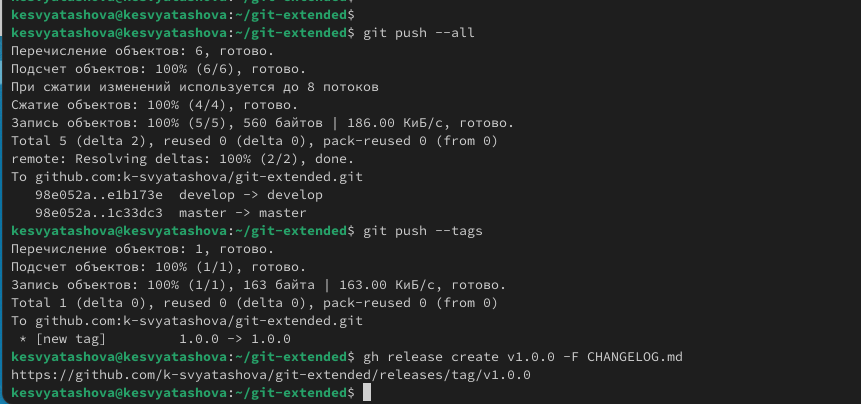 kesvyatashova@kesvyatashova:~/git-extended$
kesvyatashova@kesvyatashova:~/git-extended$
kesvyatashova@kesvyatashova:~/git-extended$ git push --all
Перечисление объектов: 6, готово.
Подсчет объектов: 100% (6/6), готово.
При сжатии изменений используется до 8 потоков
Сжатие объектов: 100% (4/4), готово.
Запись объектов: 100% (5/5), 560 байтов | 186.00 КиБ/с, готово.
Total 5 (delta 2), reused 0 (delta 0), pack-reused 0 (from 0)
remote: Resolving deltas: 100% (2/2), done.
To github.com:k-svyatashova/git-extended.git
   98e052a..e1b173e  develop -> develop
   98e052a..1c33dc3  master -> master
kesvyatashova@kesvyatashova:~/git-extended$ git push --tags
Перечисление объектов: 1, готово.
Подсчет объектов: 100% (1/1), готово.
Запись объектов: 100% (1/1), 163 байта | 163.00 КиБ/с, готово.
Total 1 (delta 0), reused 0 (delta 0), pack-reused 0 (from 0)
To github.com:k-svyatashova/git-extended.git
 * [new tag]         1.0.0 -> 1.0.0
kesvyatashova@kesvyatashova:~/git-extended$ gh release create v1.0.0 -F CHANGELOG.md
https://github.com/k-svyatashova/git-extended/releases/tag/v1.0.0
kesvyatashova@kesvyatashova:~/git-extended$